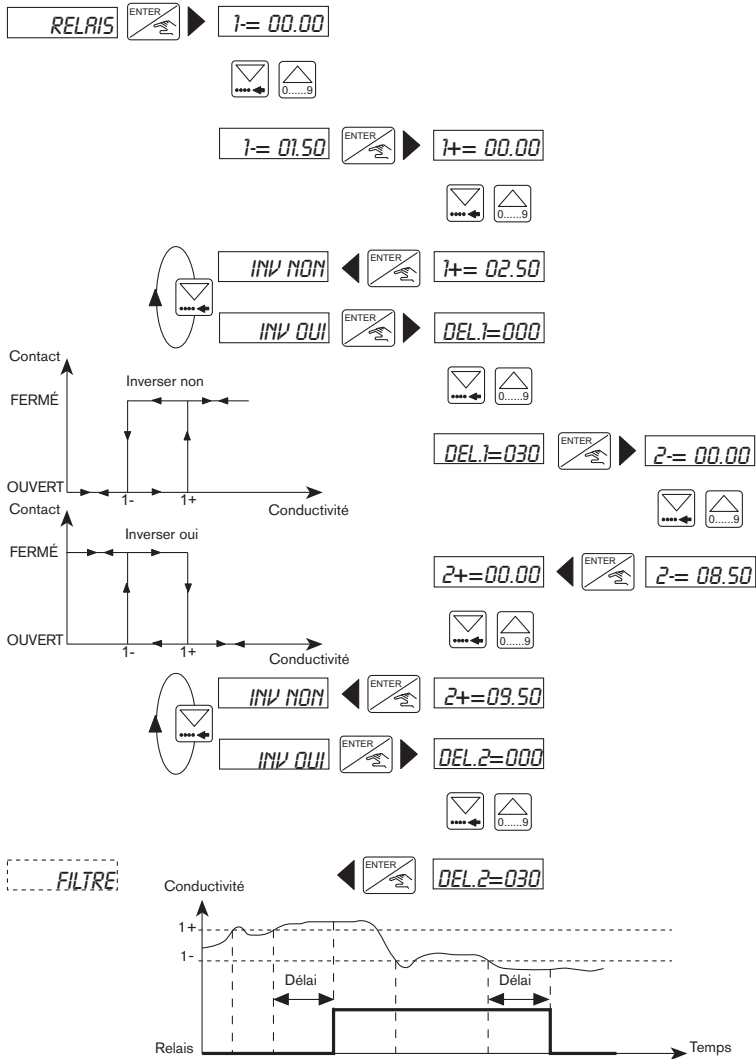 RELAIS ENTER 1-= 00.00
0......9
1-= 01.50 ENTER 1+= 00.00
0......9
INV NON ENTER 1+= 02.50
INV OUI ENTER DEL.1=000
0......9
Contact
FERMÉ
Inverser non
OUVERT
1- 1+
Conductivité
DEL.1=030 ENTER 2-= 00.00
0......9
Contact
FERMÉ
Inverser oui
OUVERT
1- 1+
Conductivité
2+=00.00 ENTER 2-= 08.50
0......9
INV NON ENTER 2+=09.50
INV OUI ENTER DEL.2=000
0......9
FILTRE ENTER DEL.2=030
Conductivité
1+
1-
Délai Délai
Relais Temps